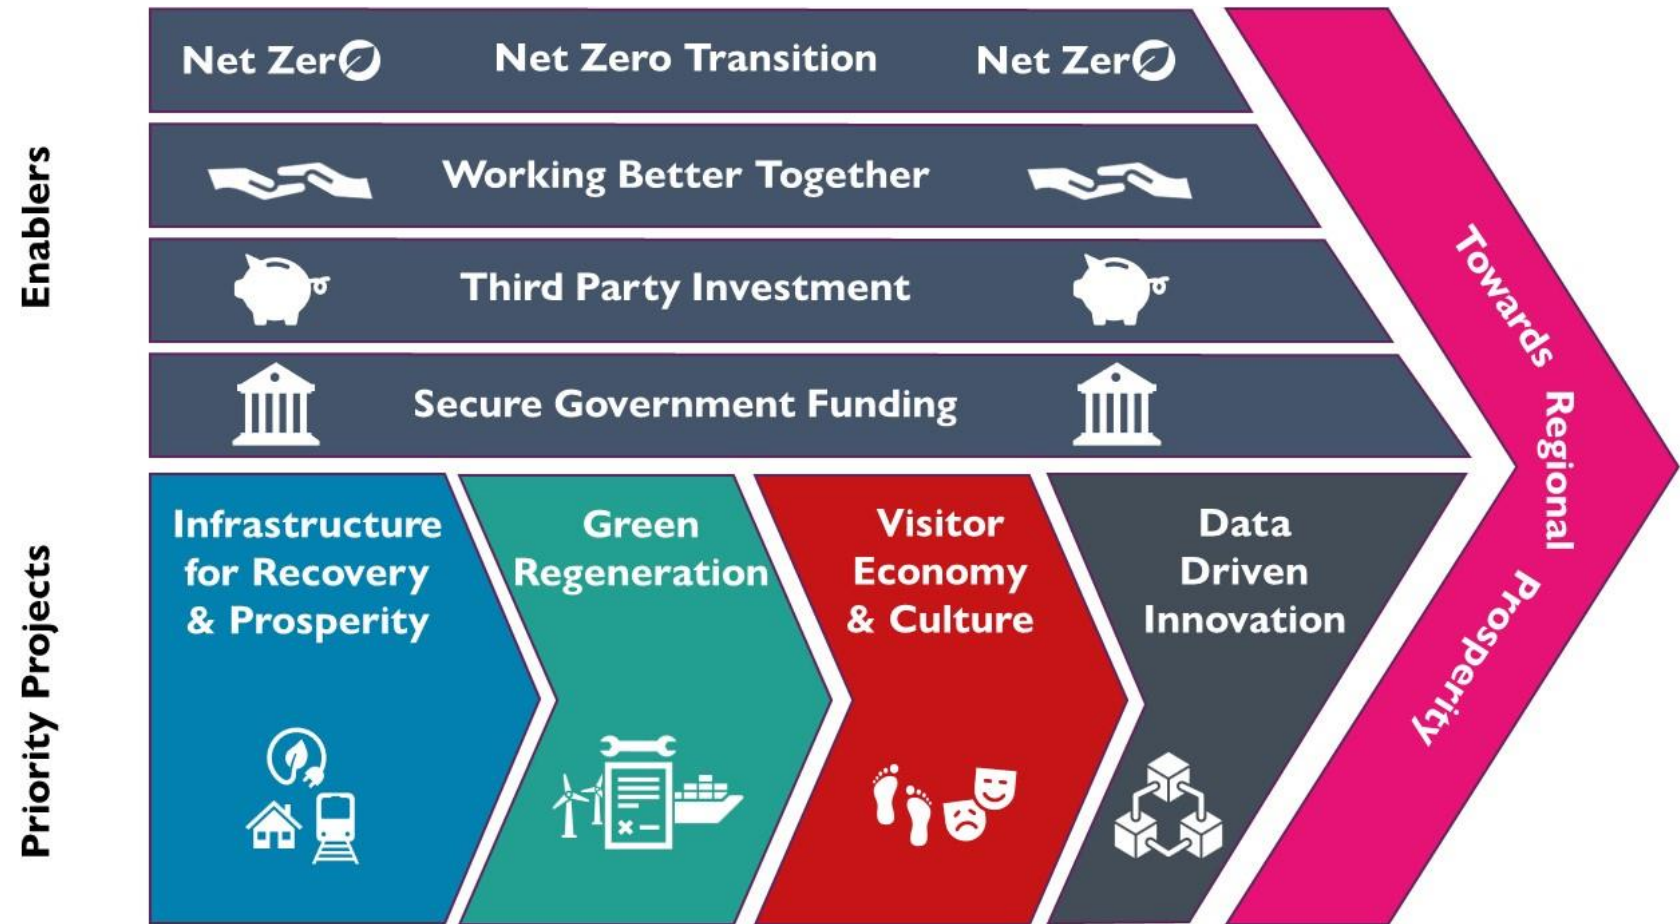 Enablers
Net Zero
Net Zero Transition
Net Zero
Working Better Together
Third Party Investment
Secure Government Funding
Priority Projects
Infrastructure
for Recovery
& Prosperity
Green
Regeneration
Visitor
Economy
& Culture
Data
Driven
Innovation
Towards Regional Prosperity